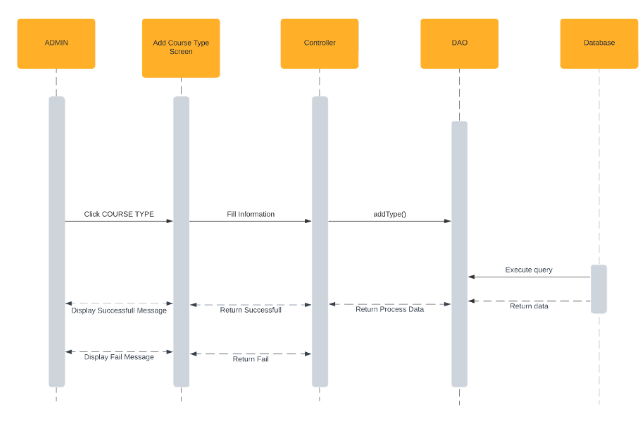 ADMIN
Add Course Type
Screen
Controller
DAO
Database
Click COURSE TYPE
Fill Information
addType()
Execute query
Display Successfull Message
Return Successfull
Return Process Data
Return data
Display Fail Message
Return Fail